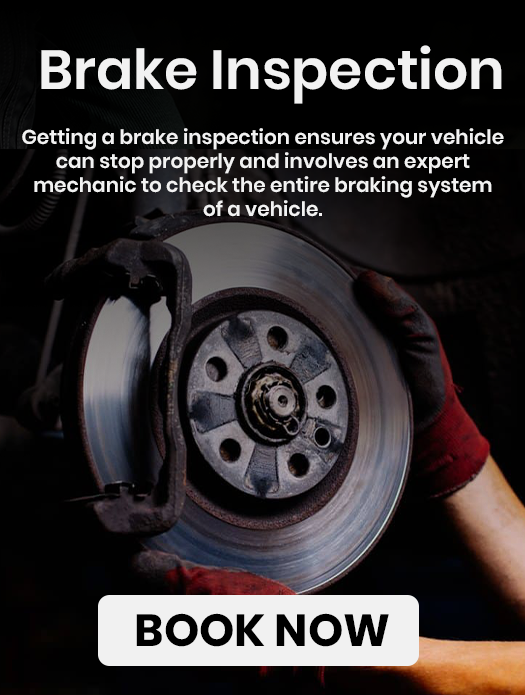 Brake Inspection
Getting a brake inspection ensures your vehicle
can stop properly and involves an expert
mechanic to check the entire braking system
of a vehicle.
BOOK NOW